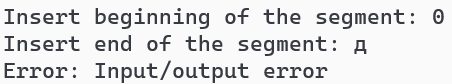 Insert beginning of the segment: 0
Insert end of the segment: д
Error: Input/output error